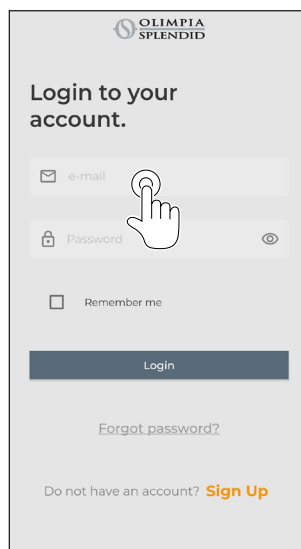 OLIMPIA
SPLENDID
Login to your
account.
e-mail
Password
Remember me
Login
Forgot password?
Do not have an account? Sign Up